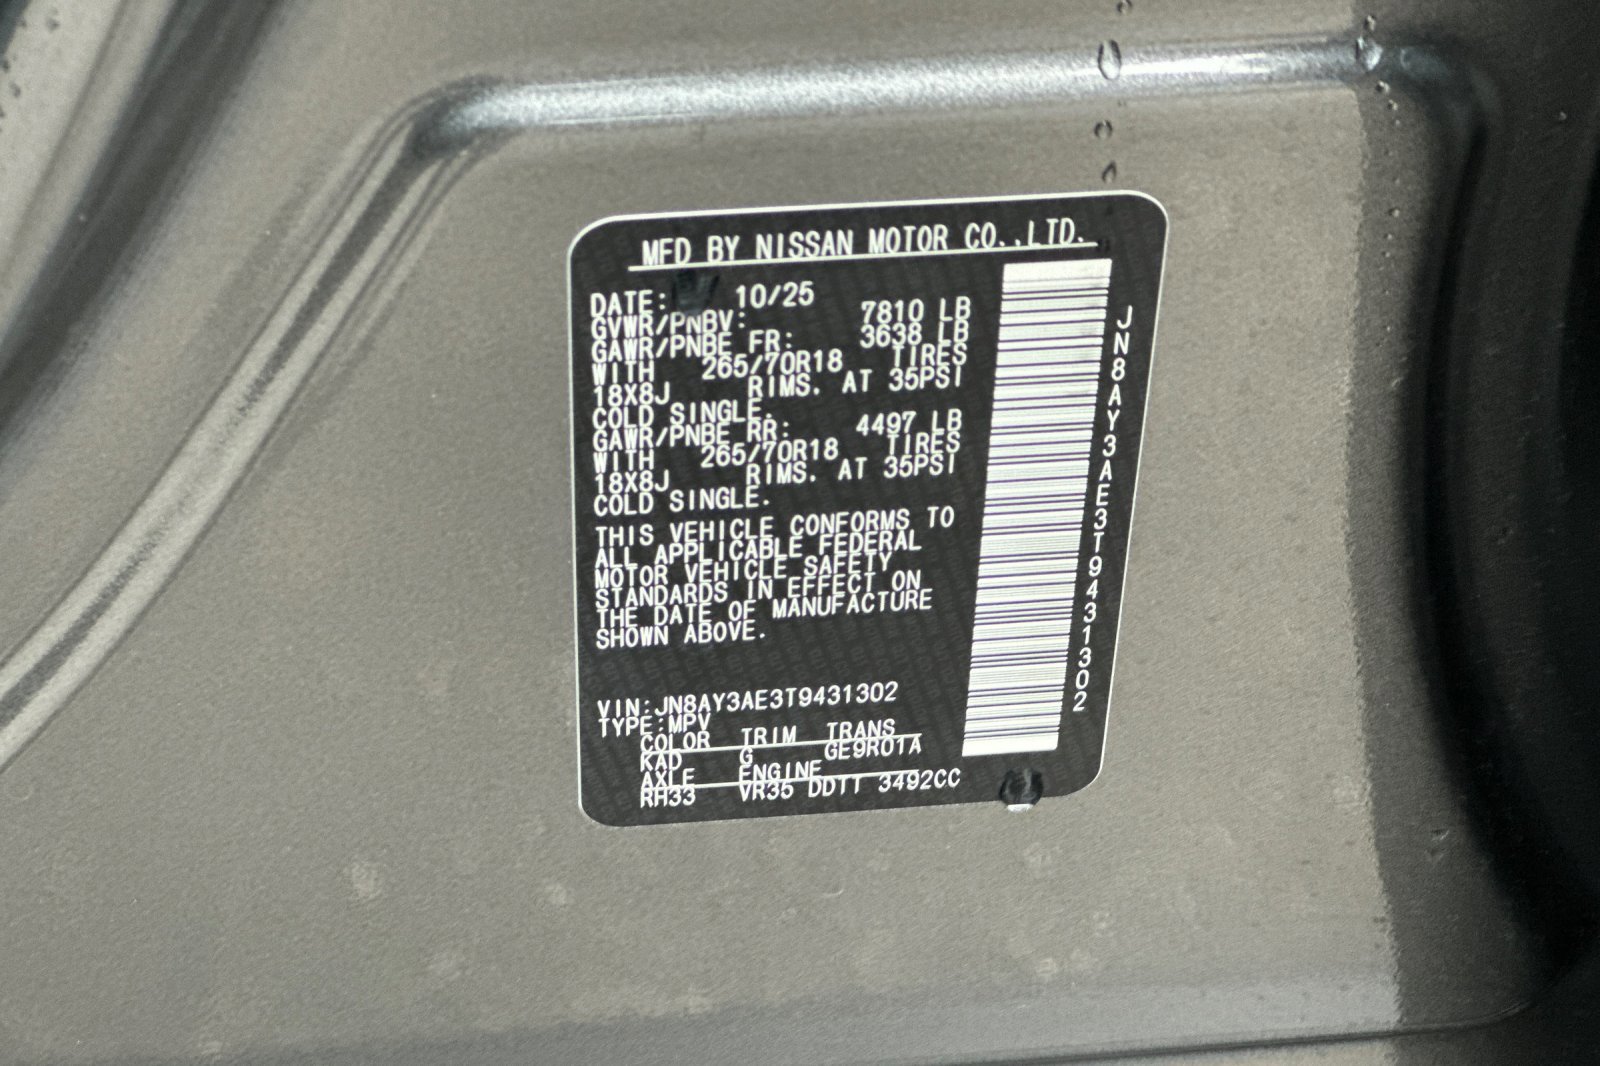 MFD BY NISSAN MOTOR CO.,LTD.
DATE: 10/25
GVWR/PNBV: 7810 LB
GAWR/PNBE FR: 3638 LB
WITH 265/70R18 TIRES
18X8J RIMS. AT 35PSI
COLD SINGLE.
GAWR/PNBE RR: 4497 LB
WITH 265/70R18 TIRES
18X8J RIMS. AT 35PSI
COLD SINGLE.
THIS VEHICLE CONFORMS TO
ALL APPLICABLE FEDERAL
MOTOR VEHICLE SAFETY
STANDARDS IN EFFECT ON
THE DATE OF MANUFACTURE
SHOWN ABOVE.
VIN:JN8AY3AE3T9431302
TYPE:MPV
COLOR TRIM TRANS
KAD G GE9R01A
AXLE ENGINE
RH33 VR35 DDTT 3492CC
JN8AY3AE3T9431302